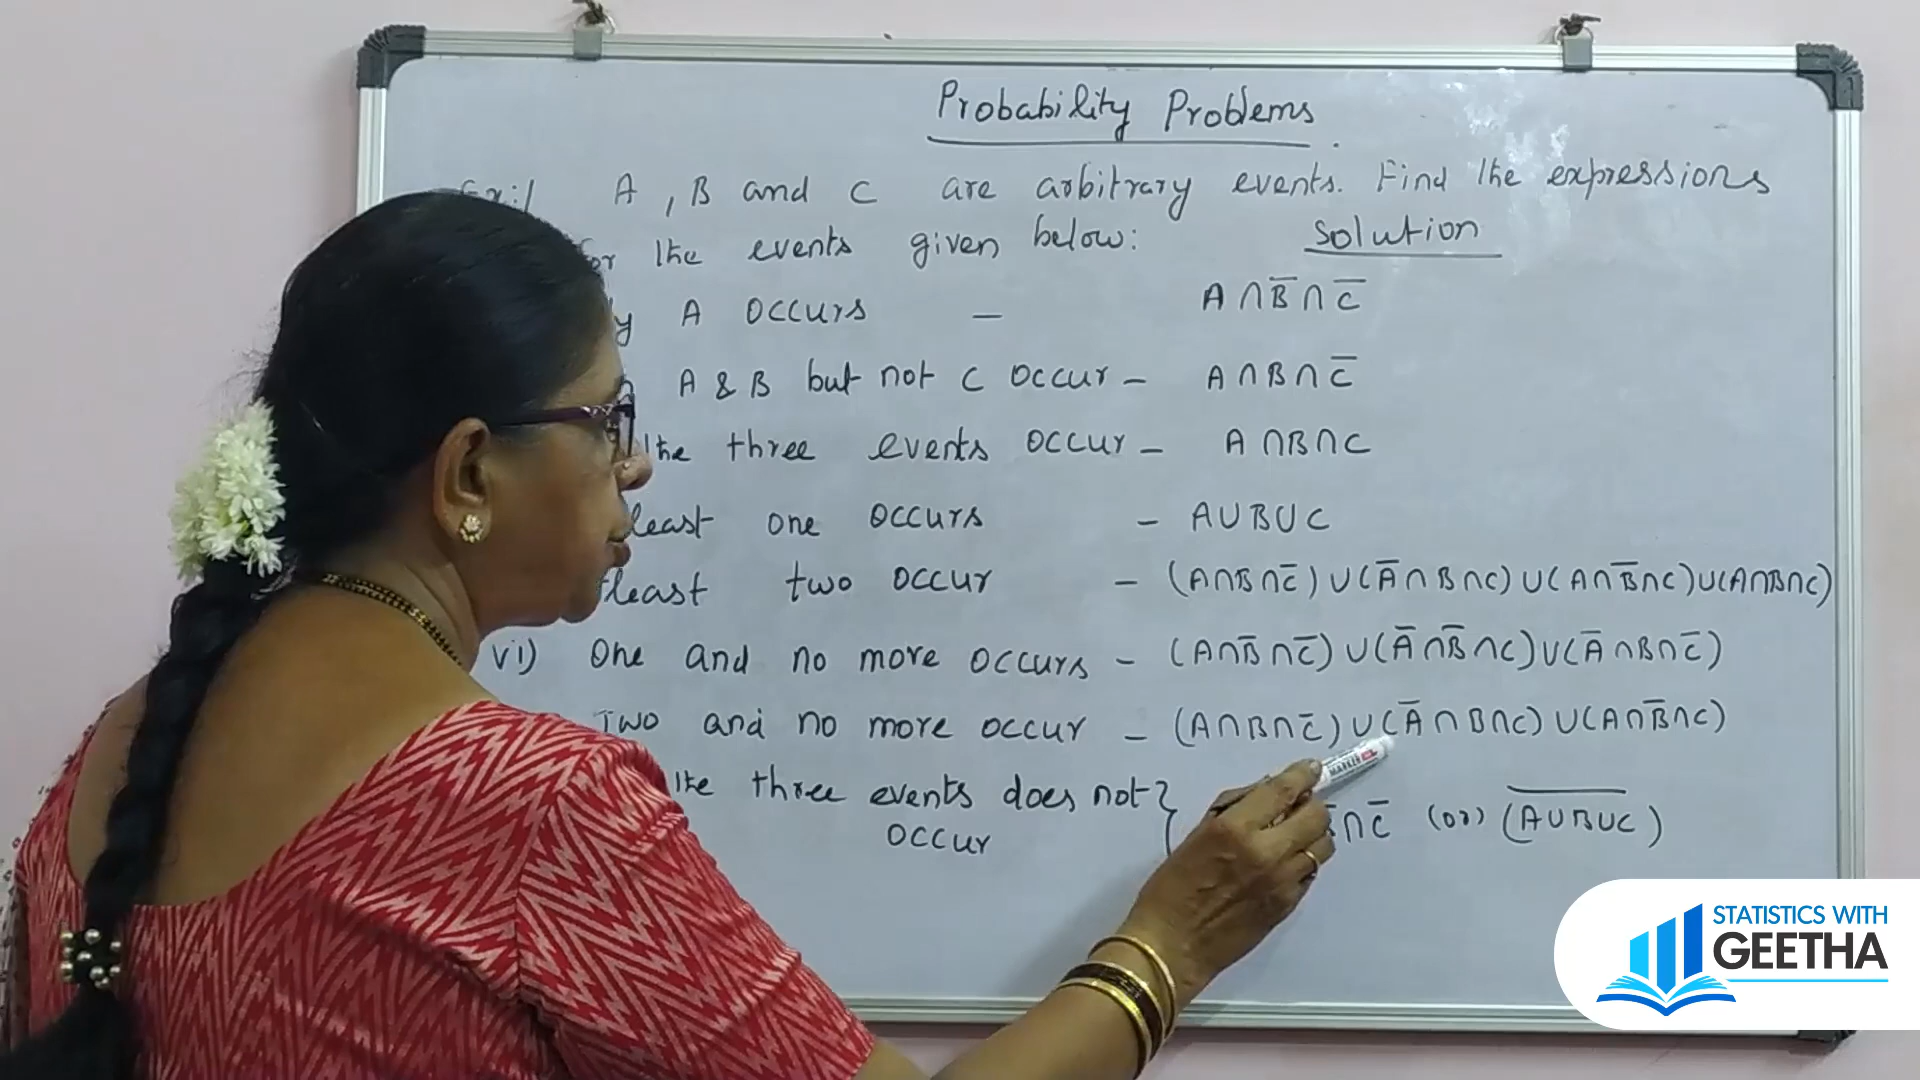 Probability Problems
A, B and C are arbitrary events. Find the expressions
for the events given below: Solution
A occurs – A ∩ B̅ ∩ C̅
A & B but not C occur – A ∩ B ∩ C̅
the three events occur – A ∩ B ∩ C
least one occurs – A ∪ B ∪ C
least two occur – (A∩B∩C̅) ∪ (A̅∩B∩C) ∪ (A∩B̅∩C) ∪ (A∩B∩C)
vi) One and no more occurs – (A∩B̅∩C̅) ∪ (A̅∩B̅∩C) ∪ (A̅∩B∩C̅)
Two and no more occur – (A∩B∩C̅) ∪ (A̅∩B∩C) ∪ (A∩B̅∩C)
the three events does not }
occur ∩ C̅ (or) (A̅ ̅∪̅ ̅B̅ ̅∪̅ ̅C̅)
STATISTICS WITH
GEETHA